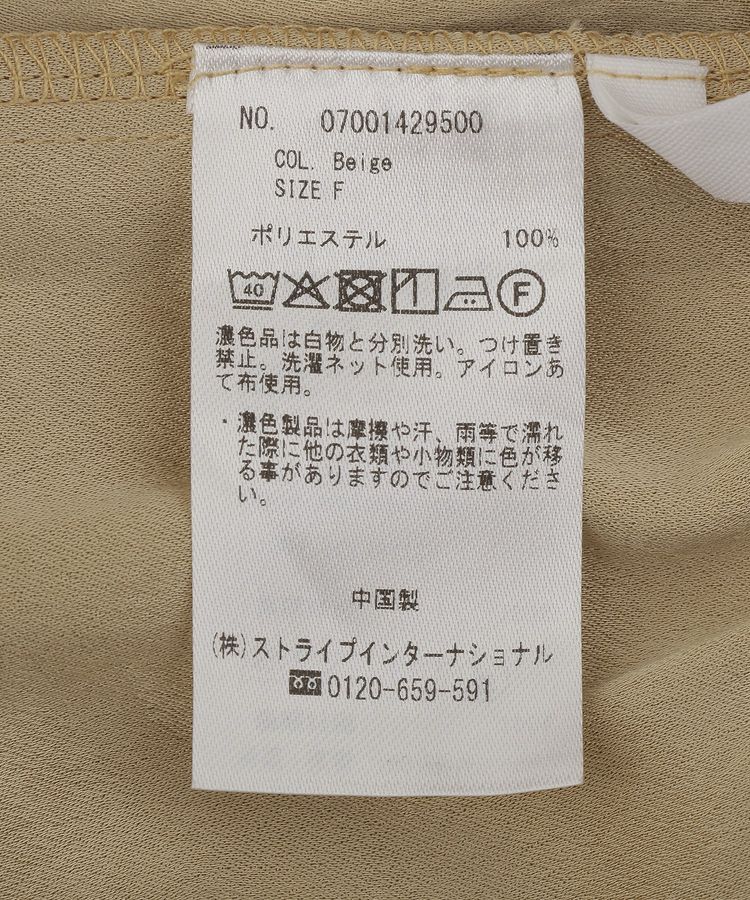 NO. 07001429500
COL. Beige
SIZE F
ポリエステル 100%
40 F
濃色品は白物と分別洗い。つけ置き
禁止。洗濯ネット使用。アイロンあ
て布使用。
・濃色製品は摩擦や汗、雨等で濡れ
た際に他の衣類や小物類に色が移
る事がありますのでご注意くださ
い。
中国製
(株)ストライプインターナショナル
0120-659-591